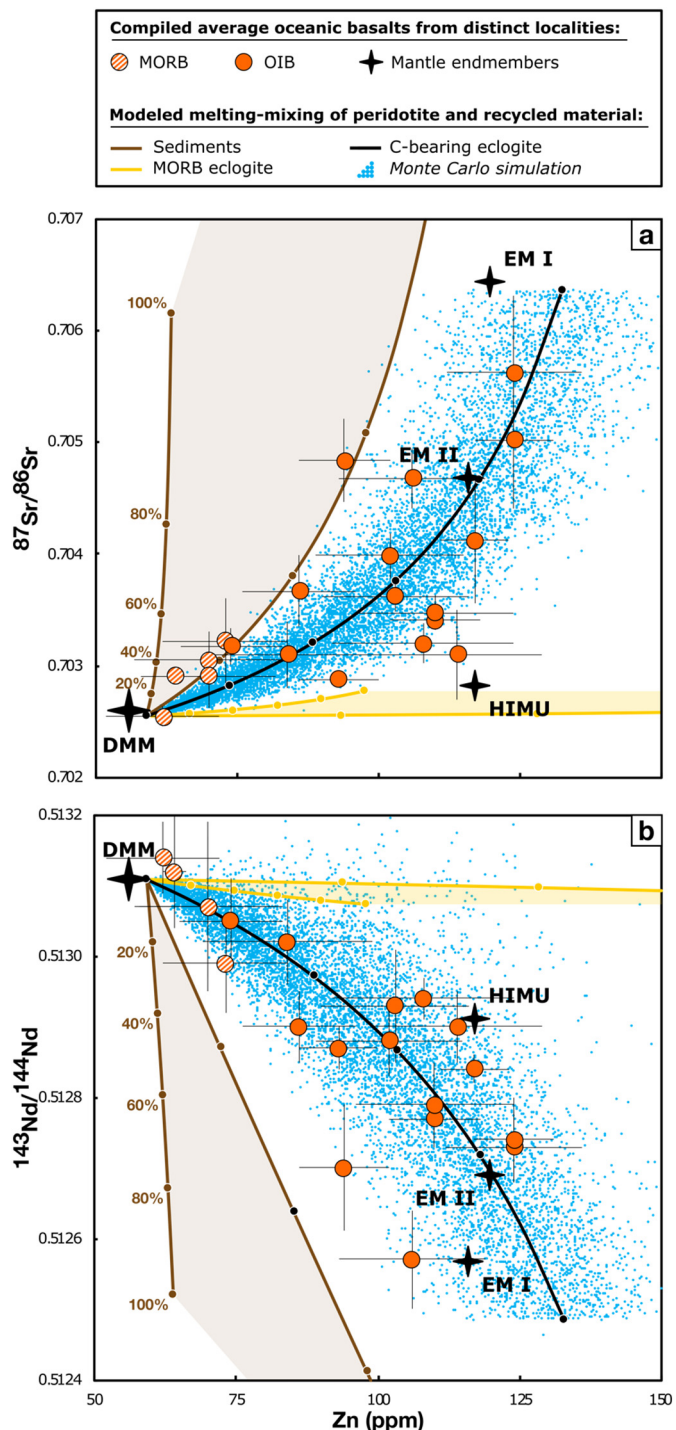 Compiled average oceanic basalts from distinct localities:
MORB OIB Mantle endmembers
Modeled melting-mixing of peridotite and recycled material:
Sediments C-bearing eclogite
MORB eclogite Monte Carlo simulation
0.707
a
EM I
100%
0.706
0.705
EM II
87Sr/86Sr
80%
0.704
60%
40%
0.703
20%
HIMU
DMM
0.702
0.5132
b
DMM
20%
0.5130
HIMU
40%
143Nd/144Nd
60%
0.5128
80%
EM II
0.5126
EM I
100%
0.5124
50 75 100 125 150
Zn (ppm)